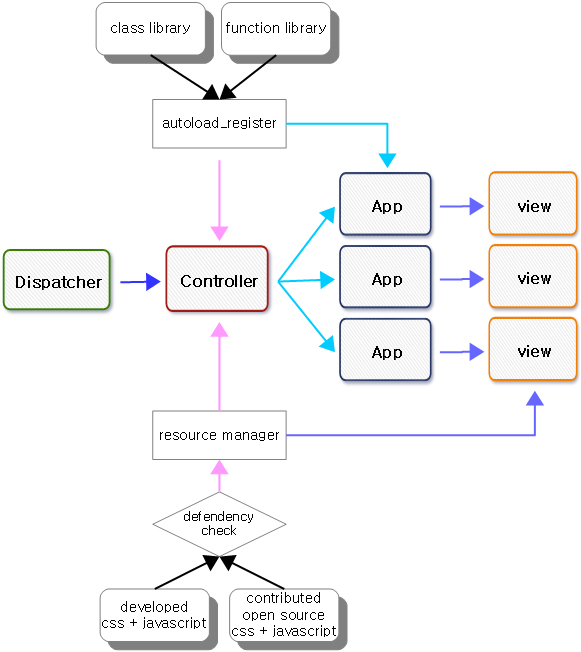 class library
function library
autoload_register
App
view
Dispatcher
Controller
App
view
App
view
resource manager
defendency
check
developed
css + javascript
contributed
open source
css + javascript